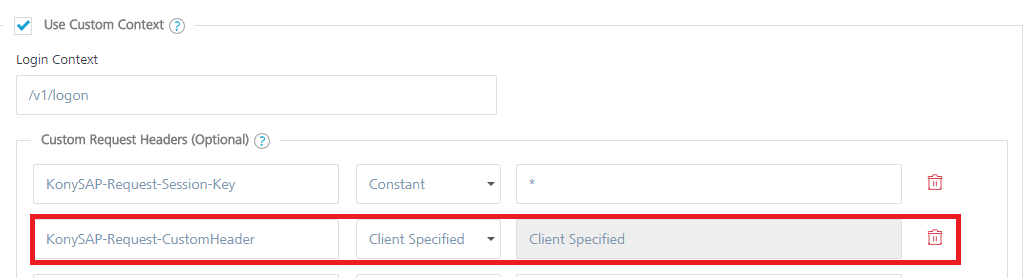 Use Custom Context ?
Login Context
/v1/logon
Custom Request Headers (Optional) ?
KonySAP-Request-Session-Key Constant *
KonySAP-Request-CustomHeader Client Specified Client Specified